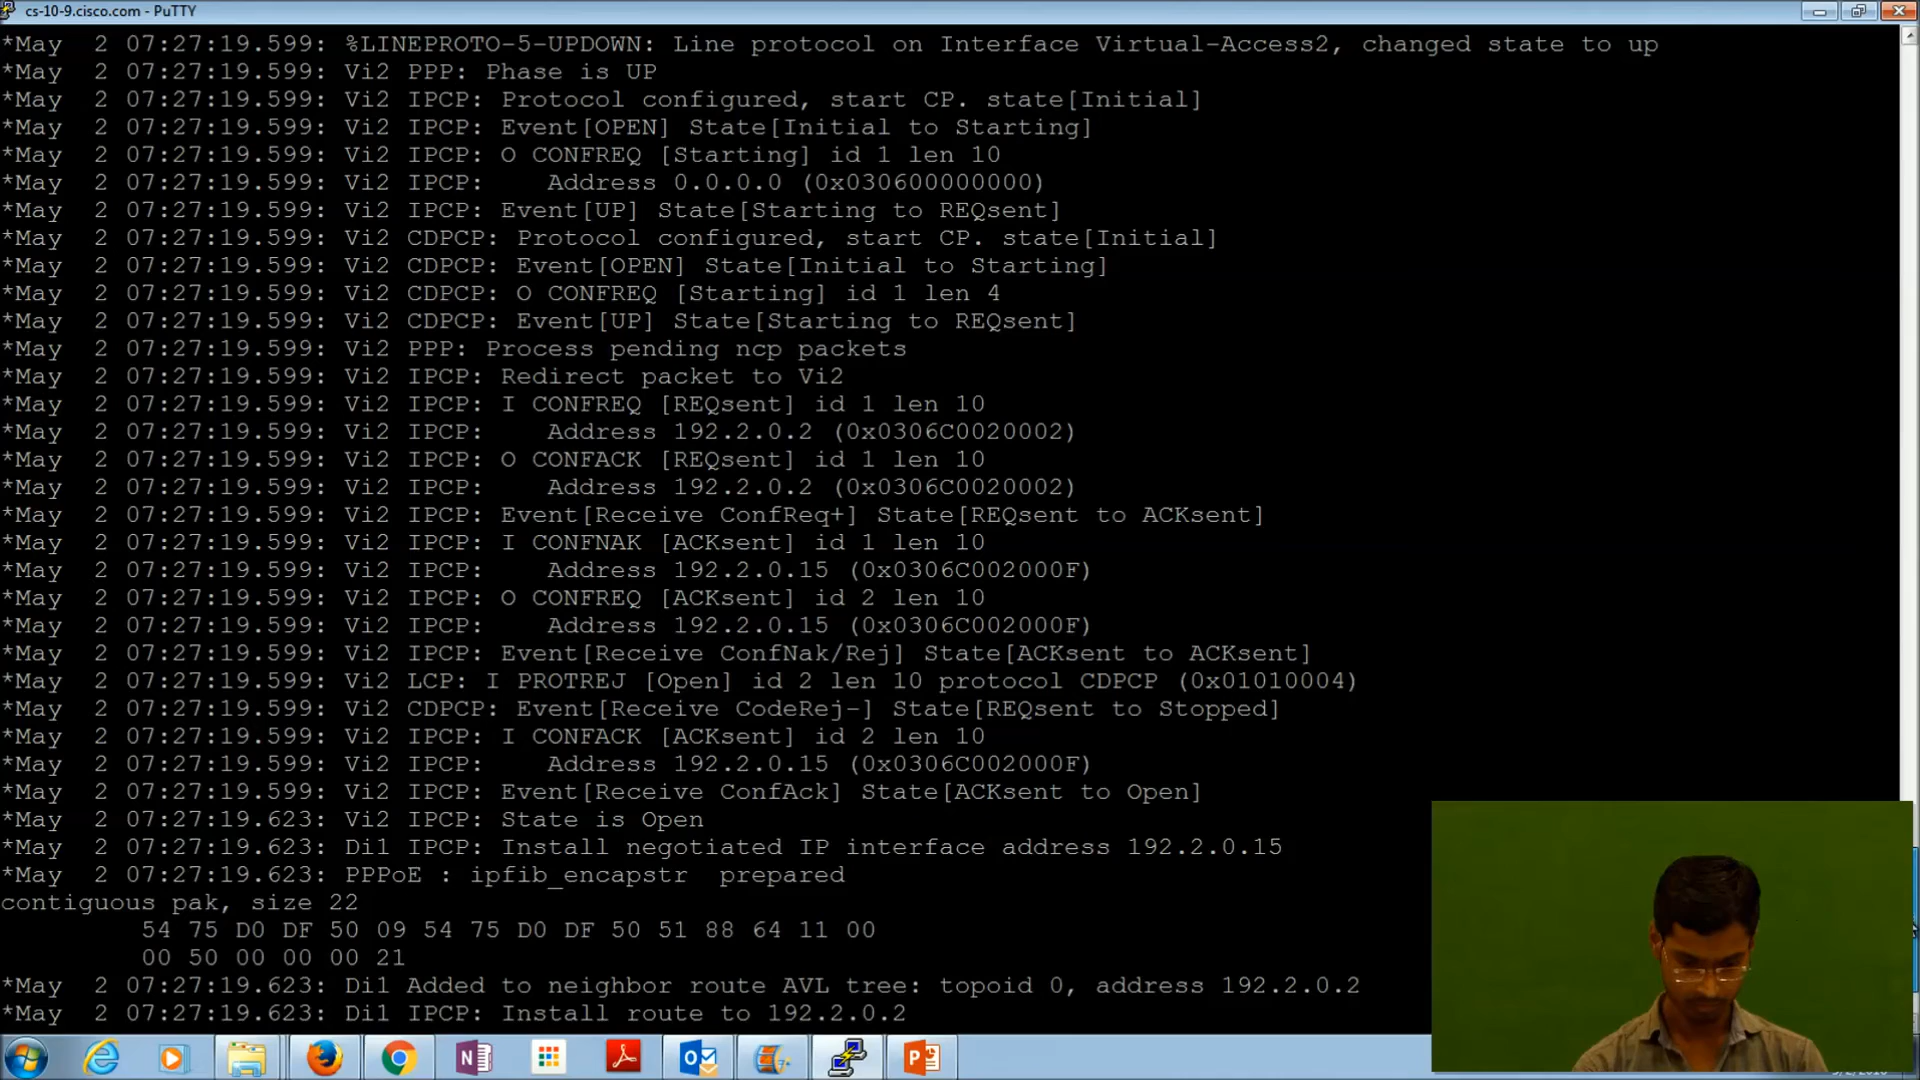 cs-10-9.cisco.com - PuTTY
*May  2 07:27:19.599: %LINEPROTO-5-UPDOWN: Line protocol on Interface Virtual-Access2, changed state to up
*May  2 07:27:19.599: Vi2 PPP: Phase is UP
*May  2 07:27:19.599: Vi2 IPCP: Protocol configured, start CP. state[Initial]
*May  2 07:27:19.599: Vi2 IPCP: Event[OPEN] State[Initial to Starting]
*May  2 07:27:19.599: Vi2 IPCP: O CONFREQ [Starting] id 1 len 10
*May  2 07:27:19.599: Vi2 IPCP:    Address 0.0.0.0 (0x030600000000)
*May  2 07:27:19.599: Vi2 IPCP: Event[UP] State[Starting to REQsent]
*May  2 07:27:19.599: Vi2 CDPCP: Protocol configured, start CP. state[Initial]
*May  2 07:27:19.599: Vi2 CDPCP: Event[OPEN] State[Initial to Starting]
*May  2 07:27:19.599: Vi2 CDPCP: O CONFREQ [Starting] id 1 len 4
*May  2 07:27:19.599: Vi2 CDPCP: Event[UP] State[Starting to REQsent]
*May  2 07:27:19.599: Vi2 PPP: Process pending ncp packets
*May  2 07:27:19.599: Vi2 IPCP: Redirect packet to Vi2
*May  2 07:27:19.599: Vi2 IPCP: I CONFREQ [REQsent] id 1 len 10
*May  2 07:27:19.599: Vi2 IPCP:    Address 192.2.0.2 (0x0306C0020002)
*May  2 07:27:19.599: Vi2 IPCP: O CONFACK [REQsent] id 1 len 10
*May  2 07:27:19.599: Vi2 IPCP:    Address 192.2.0.2 (0x0306C0020002)
*May  2 07:27:19.599: Vi2 IPCP: Event[Receive ConfReq+] State[REQsent to ACKsent]
*May  2 07:27:19.599: Vi2 IPCP: I CONFNAK [ACKsent] id 1 len 10
*May  2 07:27:19.599: Vi2 IPCP:    Address 192.2.0.15 (0x0306C002000F)
*May  2 07:27:19.599: Vi2 IPCP: O CONFREQ [ACKsent] id 2 len 10
*May  2 07:27:19.599: Vi2 IPCP:    Address 192.2.0.15 (0x0306C002000F)
*May  2 07:27:19.599: Vi2 IPCP: Event[Receive ConfNak/Rej] State[ACKsent to ACKsent]
*May  2 07:27:19.599: Vi2 LCP: I PROTREJ [Open] id 2 len 10 protocol CDPCP (0x01010004)
*May  2 07:27:19.599: Vi2 CDPCP: Event[Receive CodeRej-] State[REQsent to Stopped]
*May  2 07:27:19.599: Vi2 IPCP: I CONFACK [ACKsent] id 2 len 10
*May  2 07:27:19.599: Vi2 IPCP:    Address 192.2.0.15 (0x0306C002000F)
*May  2 07:27:19.599: Vi2 IPCP: Event[Receive ConfAck] State[ACKsent to Open]
*May  2 07:27:19.623: Vi2 IPCP: State is Open
*May  2 07:27:19.623: Di1 IPCP: Install negotiated IP interface address 192.2.0.15
*May  2 07:27:19.623: PPPoE : ipfib_encapstr  prepared
contiguous pak, size 22
54 75 D0 DF 50 09 54 75 D0 DF 50 51 88 64 11 00
00 50 00 00 00 21
*May  2 07:27:19.623: Di1 Added to neighbor route AVL tree: topoid 0, address 192.2.0.2
*May  2 07:27:19.623: Di1 IPCP: Install route to 192.2.0.2